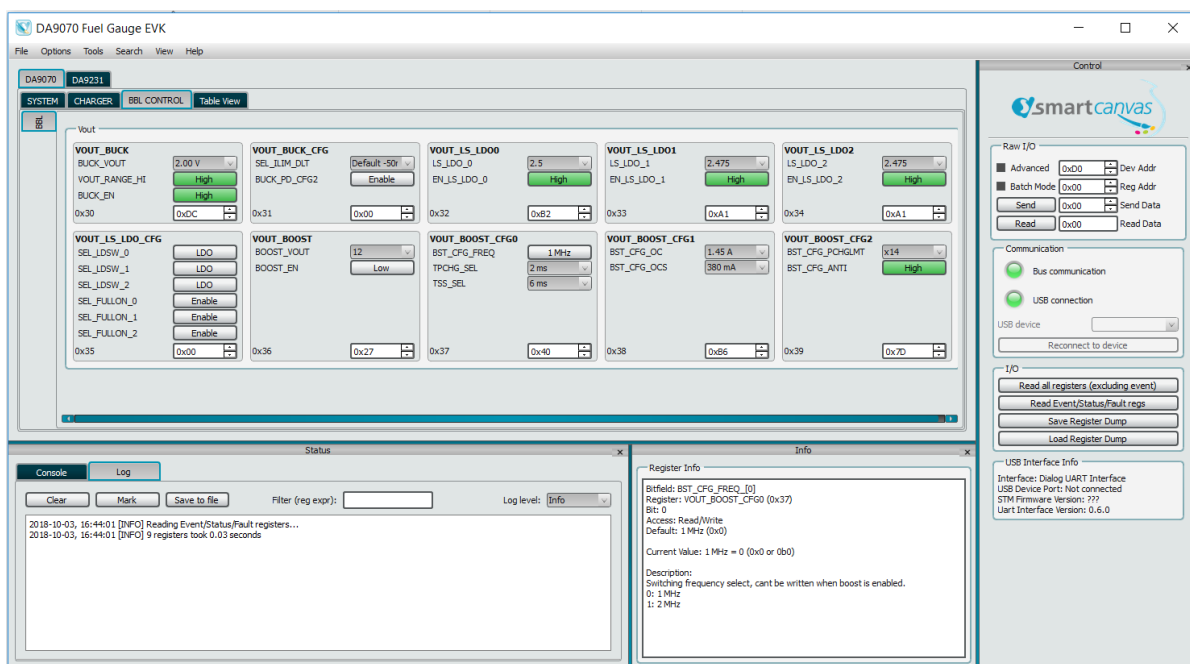 DA9070 Fuel Gauge EVK
File Options Tools Search View Help
DA9070 DA9231
SYSTEM CHARGER BBL CONTROL Table View
BBL
Vout
VOUT_BUCK
BUCK_VOUT 2.00 V
VOUT_RANGE_HI High
BUCK_EN High
0x30 0xDC
VOUT_BUCK_CFG
SEL_ILIM_DLT Default -50r
BUCK_PD_CFG2 Enable
0x31 0x00
VOUT_LS_LDO0
LS_LDO_0 2.5
EN_LS_LDO_0 High
0x32 0xB2
VOUT_LS_LDO1
LS_LDO_1 2.475
EN_LS_LDO_1 High
0x33 0xA1
VOUT_LS_LDO2
LS_LDO_2 2.475
EN_LS_LDO_2 High
0x34 0xA1
VOUT_LS_LDO_CFG
SEL_LDSW_0 LDO
SEL_LDSW_1 LDO
SEL_LDSW_2 LDO
SEL_FULLON_0 Enable
SEL_FULLON_1 Enable
SEL_FULLON_2 Enable
0x35 0x00
VOUT_BOOST
BOOST_VOUT 12
BOOST_EN Low
0x36 0x27
VOUT_BOOST_CFG0
BST_CFG_FREQ 1 MHz
TPCHG_SEL 2 ms
TSS_SEL 6 ms
0x37 0x40
VOUT_BOOST_CFG1
BST_CFG_OC 1.45 A
BST_CFG_OCS 380 mA
0x38 0xB6
VOUT_BOOST_CFG2
BST_CFG_PCHGLMT x14
BST_CFG_ANTI High
0x39 0x7D
Status
Console Log
Clear Mark Save to file Filter (reg expr): Log level: Info
2018-10-03, 16:44:01 [INFO] Reading Event/Status/Fault registers...
2018-10-03, 16:44:01 [INFO] 9 registers took 0.03 seconds
Info
Register Info
Bitfield: BST_CFG_FREQ_[0]
Register: VOUT_BOOST_CFG0 (0x37)
Bit: 0
Access: Read/Write
Default: 1 MHz (0x0)
Current Value: 1 MHz = 0 (0x0 or 0b0)
Description:
Switching frequency select, cant be written when boost is enabled.
0: 1 MHz
1: 2 MHz
Control
smartcanvas
Raw I/O
Advanced 0xD0 Dev Addr
Batch Mode 0x00 Reg Addr
Send 0x00 Send Data
Read 0x00 Read Data
Communication
Bus communication
USB connection
USB device
Reconnect to device
I/O
Read all registers (excluding event)
Read Event/Status/Fault regs
Save Register Dump
Load Register Dump
USB Interface Info
Interface: Dialog UART Interface
USB Device Port: Not connected
STM Firmware Version: ???
Uart Interface Version: 0.6.0